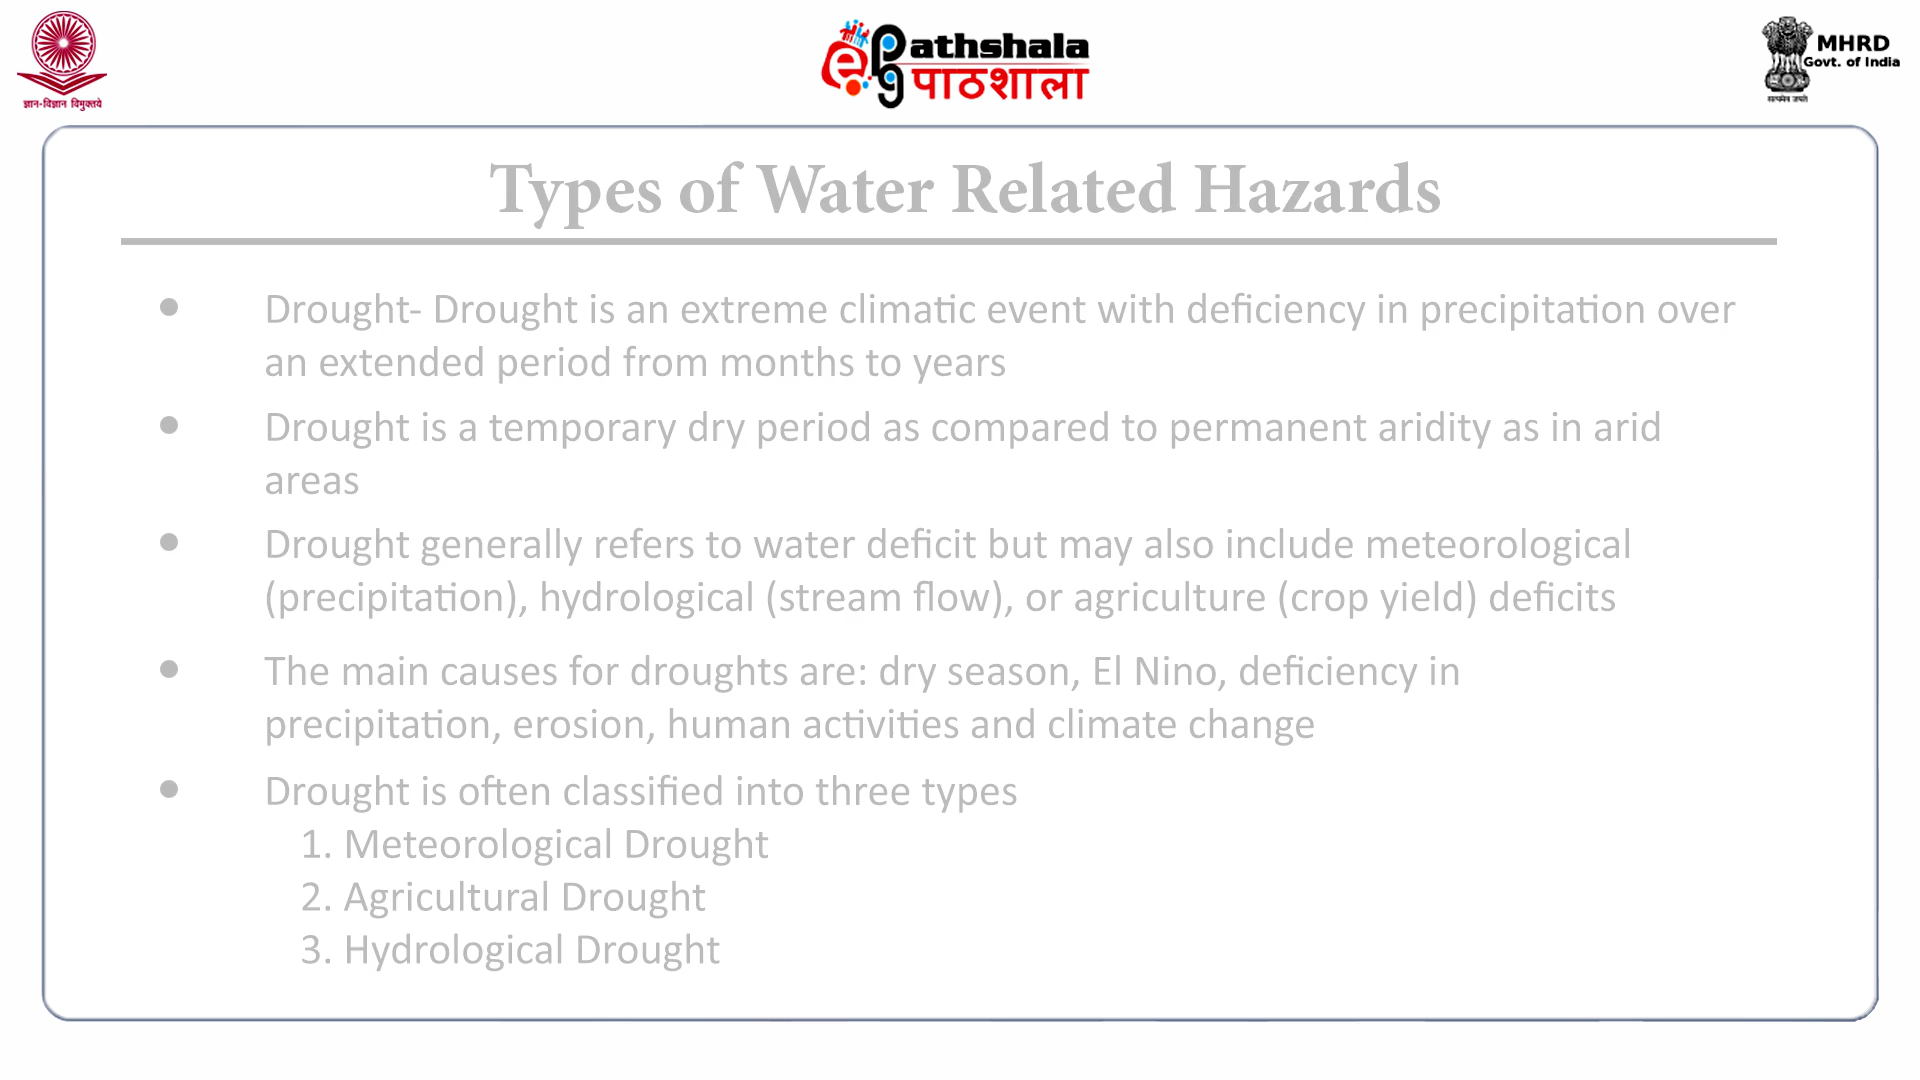 ज्ञान-विज्ञान विमुक्तये
e PG Pathshala
पाठशाला
MHRD
Govt. of India
सत्यमेव जयते
Types of Water Related Hazards
● Drought- Drought is an extreme climatic event with deficiency in precipitation over
an extended period from months to years
● Drought is a temporary dry period as compared to permanent aridity as in arid
areas
● Drought generally refers to water deficit but may also include meteorological
(precipitation), hydrological (stream flow), or agriculture (crop yield) deficits
● The main causes for droughts are: dry season, El Nino, deficiency in
precipitation, erosion, human activities and climate change
● Drought is often classified into three types
1. Meteorological Drought
2. Agricultural Drought
3. Hydrological Drought